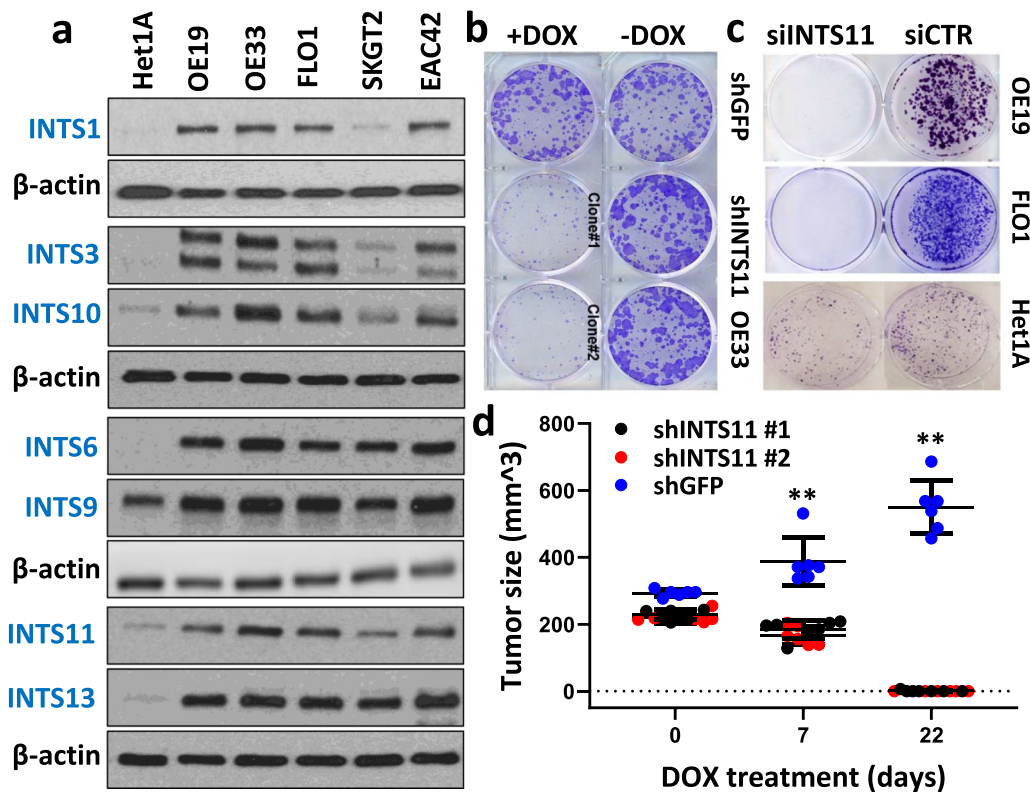 a
Het1A
OE19
OE33
FLO1
SKGT2
EAC42
INTS1
β-actin
INTS3
INTS10
β-actin
INTS6
INTS9
β-actin
INTS11
INTS13
β-actin
b
+DOX
-DOX
shGFP
shINTS11
OE33
Clone#1
Clone#2
c
siINTS11
siCTR
OE19
FLO1
Het1A
d
shINTS11 #1
shINTS11 #2
shGFP
**
**
Tumor size (mm^3)
800
600
400
200
0
0
7
22
DOX treatment (days)